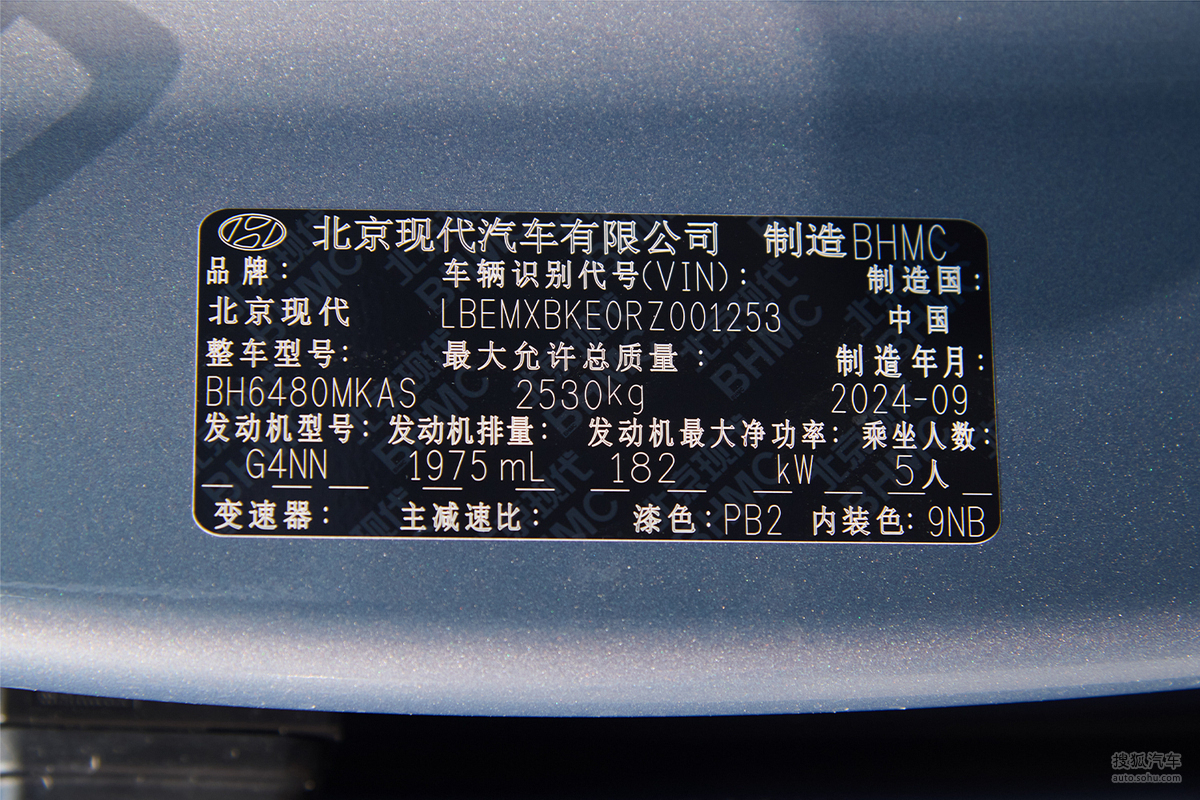 北京现代汽车有限公司 制造BHMC
品牌： 车辆识别代号(VIN)： 制造国：
北京现代 LBEMXBKE0RZ001253 中国
整车型号： 最大允许总质量： 制造年月：
BH6480MKAS 2530kg 2024-09
发动机型号： 发动机排量： 发动机最大净功率： 乘坐人数：
G4NN 1975 mL 182 kW 5人
变速器： 主减速比： 漆色：PB2 内装色：9NB
搜狐汽车
auto.sohu.com